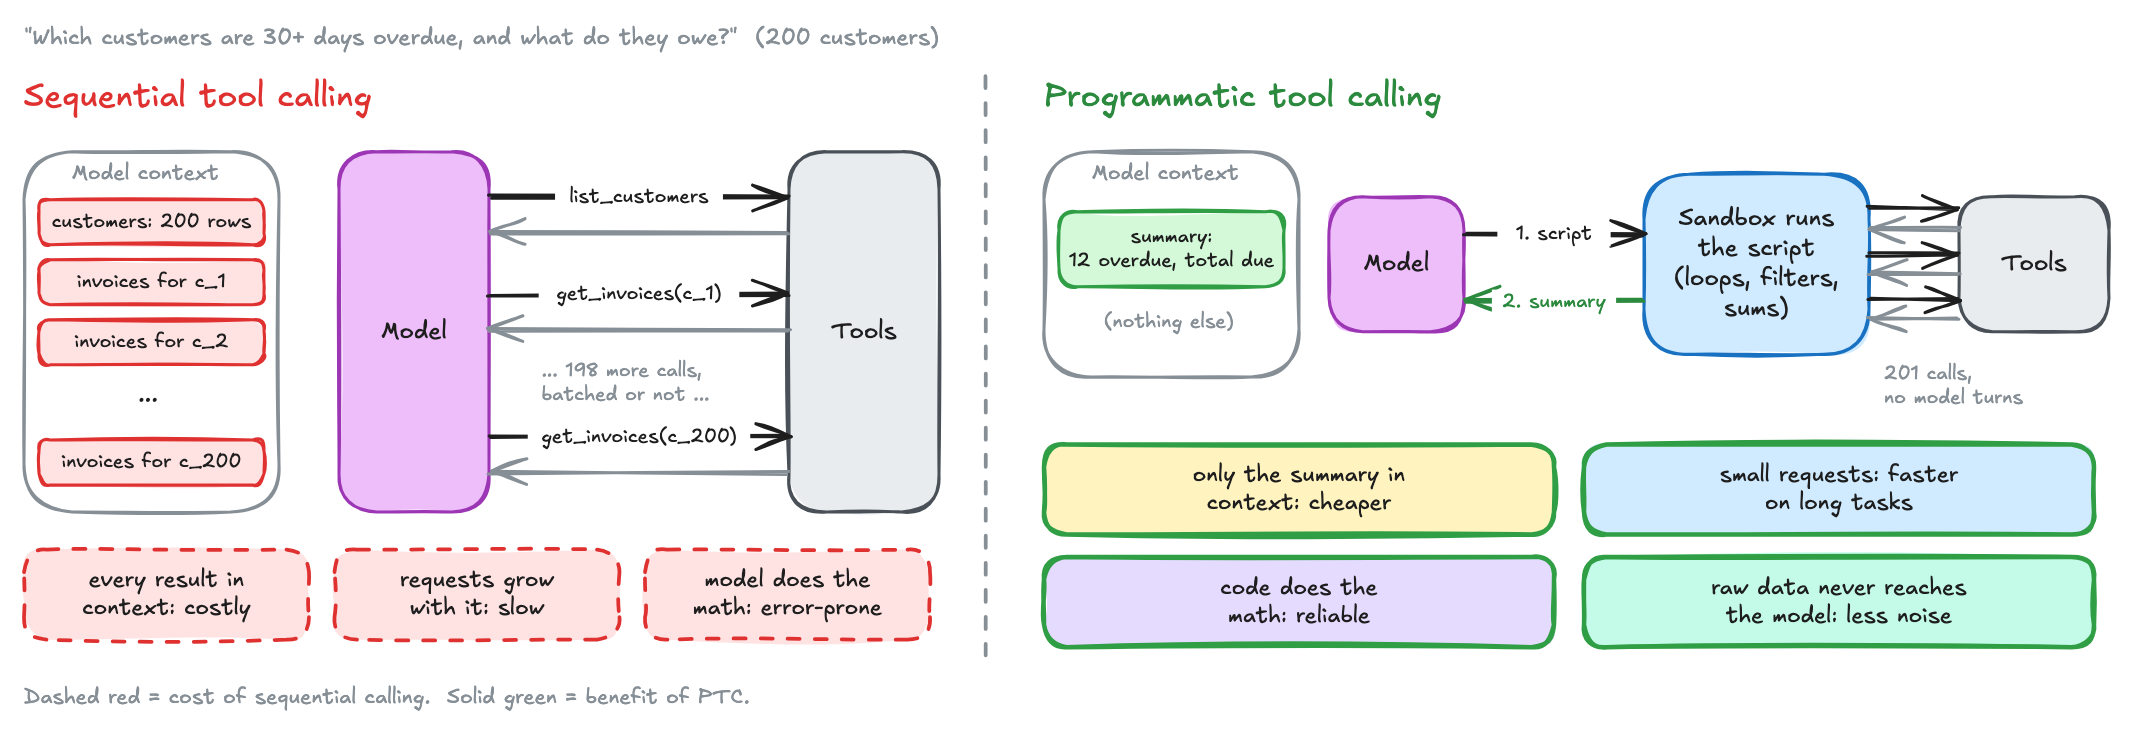 "Which customers are 30+ days overdue, and what do they owe?" (200 customers)
Sequential tool calling
Model context
customers: 200 rows
invoices for c_1
invoices for c_2
...
invoices for c_200
Model
list_customers
get_invoices(c_1)
... 198 more calls,
batched or not ...
get_invoices(c_200)
Tools
every result in
context: costly
requests grow
with it: slow
model does the
math: error-prone
Programmatic tool calling
Model context
summary:
12 overdue, total due
(nothing else)
Model
1. script
2. summary
Sandbox runs
the script
(loops, filters,
sums)
Tools
201 calls,
no model turns
only the summary in
context: cheaper
small requests: faster
on long tasks
code does the
math: reliable
raw data never reaches
the model: less noise
Dashed red = cost of sequential calling. Solid green = benefit of PTC.